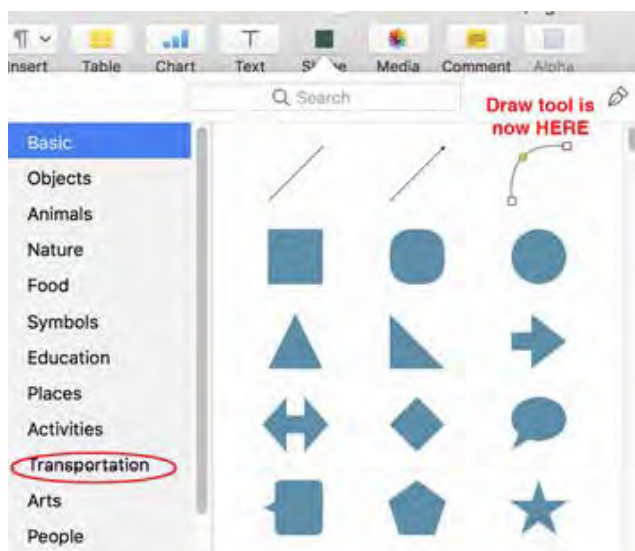 Insert Table Chart Text Media Comment Alpha
Search
Draw tool is
now HERE
Basic
Objects
Animals
Nature
Food
Symbols
Education
Places
Activities
Transportation
Arts
People